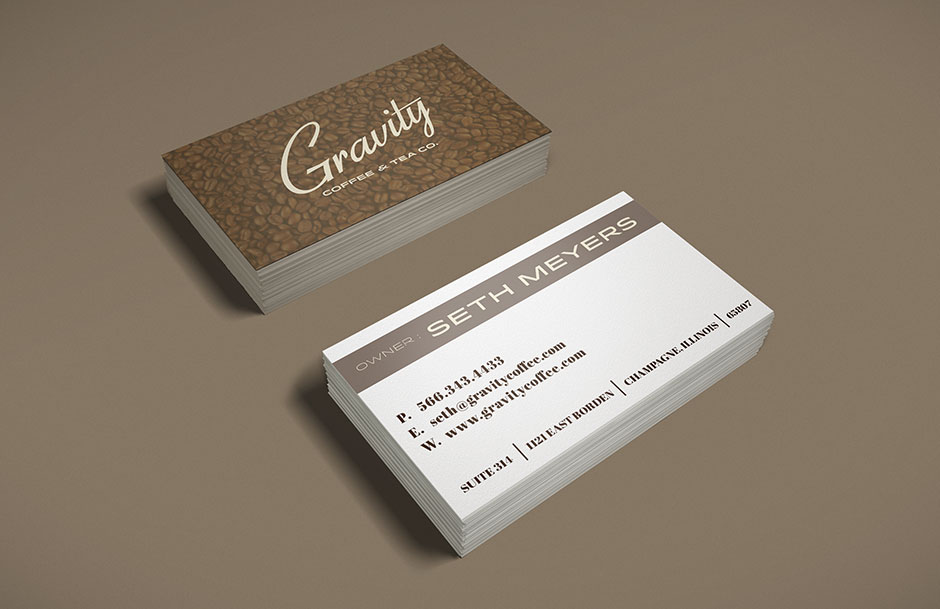 Gravity
COFFEE & TEA CO.
OWNER : SETH MEYERS
P. 566.343.4433
E. seth@gravitycoffee.com
W. www.gravitycoffee.com
SUITE 314 | 1121 EAST BORDEN | CHAMPAGNE, ILLINOIS | 65807